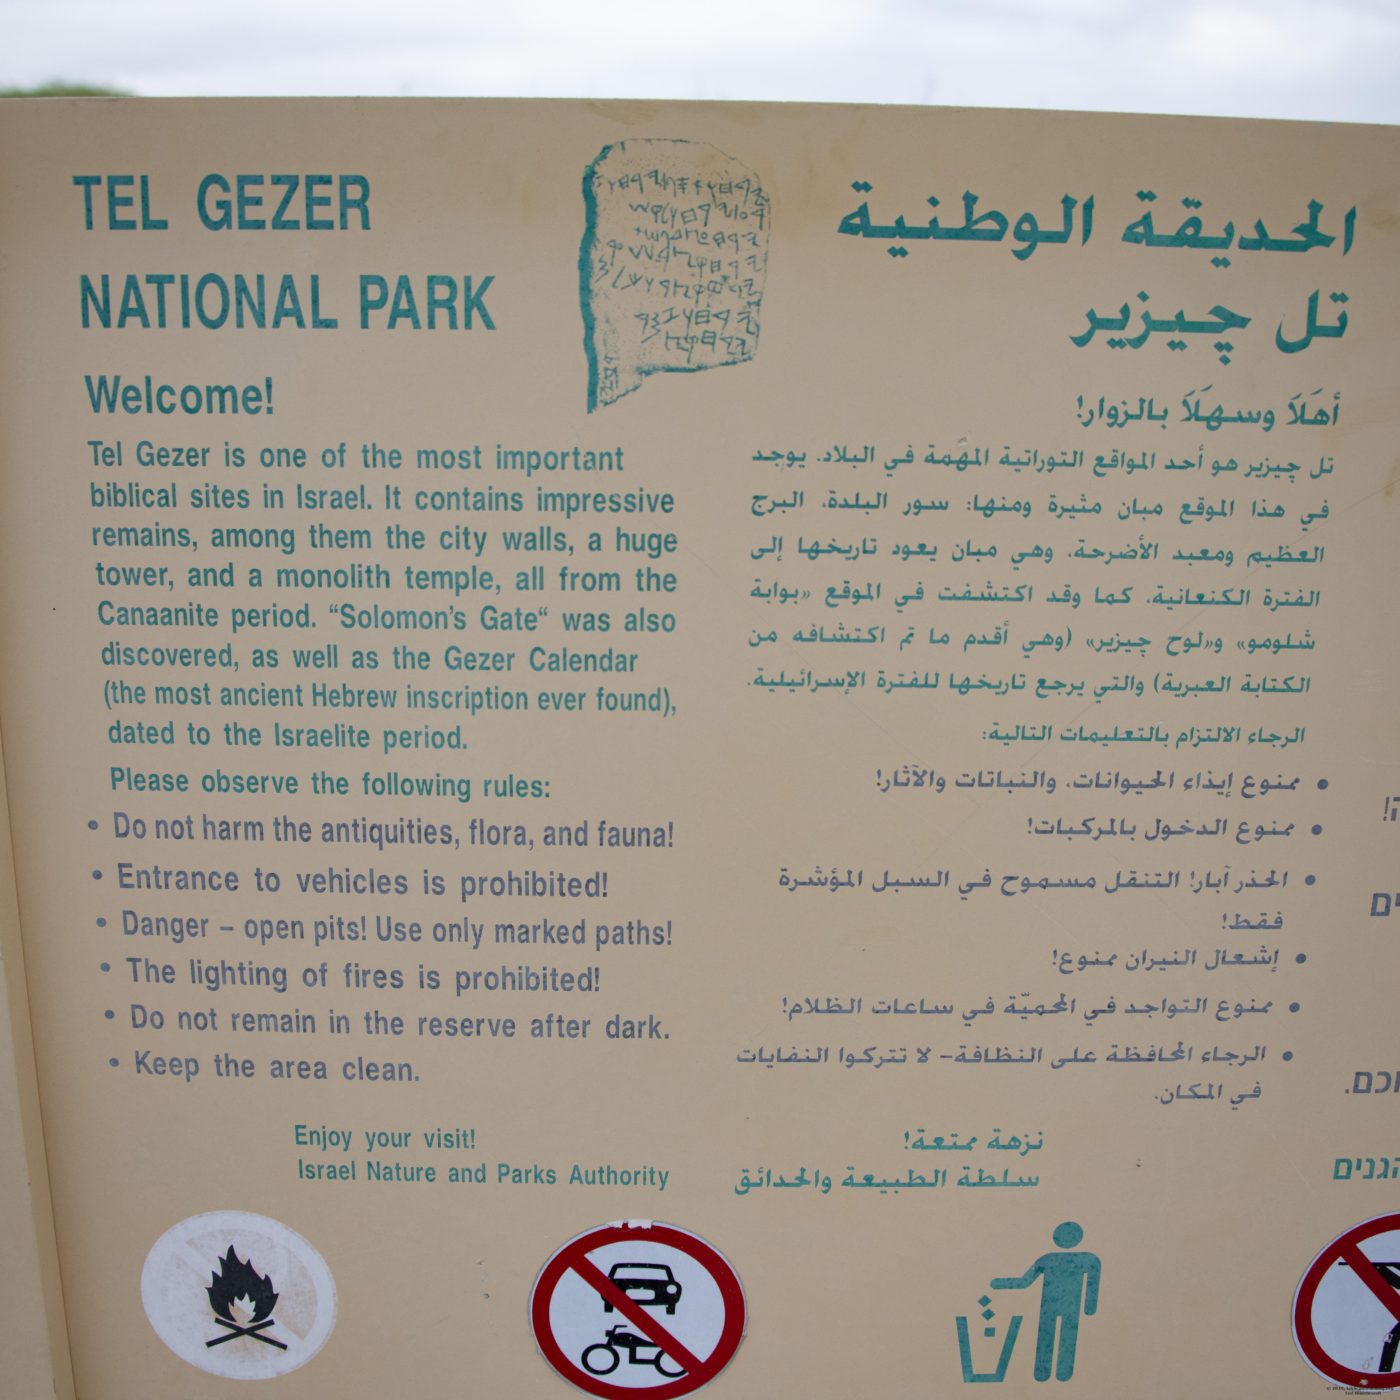 TEL GEZER
NATIONAL PARK
Welcome!
Tel Gezer is one of the most important
biblical sites in Israel. It contains impressive
remains, among them the city walls, a huge
tower, and a monolith temple, all from the
Canaanite period. “Solomon’s Gate“ was also
discovered, as well as the Gezer Calendar
(the most ancient Hebrew inscription ever found),
dated to the Israelite period.
Please observe the following rules:
• Do not harm the antiquities, flora, and fauna!
• Entrance to vehicles is prohibited!
• Danger – open pits! Use only marked paths!
• The lighting of fires is prohibited!
• Do not remain in the reserve after dark.
• Keep the area clean.
Enjoy your visit!
Israel Nature and Parks Authority
الحديقة الوطنية
تل چيزير
أهَلاَ وسهَلاَ بالزوار!
تل چيزير هو أحد المواقع التوراتية المهمة في البلاد. يوجد
في هذا الموقع مبان مثيرة ومنها: سور البلدة، البرج
العظيم ومعبد الأضرحة، وهي مبان يعود تاريخها إلى
الفترة الكنعانية. كما وقد اكتشفت في الموقع «بوابة
شلومو» و«لوح چيزير» (وهي أقدم ما تم اكتشافه من
الكتابة العبرية) والتي يرجع تاريخها للفترة الإسرائيلية.
الرجاء الالتزام بالتعليمات التالية:
• ممنوع إيذاء الحيوانات، والنباتات والآثار!
• ممنوع الدخول بالمركبات!
• الحذر آبار! التنقل مسموح في السبل المؤشرة
فقط!
• إشعال النيران ممنوع!
• ممنوع التواجد في المحميّة في ساعات الظلام!
• الرجاء المحافظة على النظافة- لا تتركوا النفايات
في المكان.
نزهة ممتعة!
سلطة الطبيعة والحدائق
ה!
ים
וכם.
הגנים